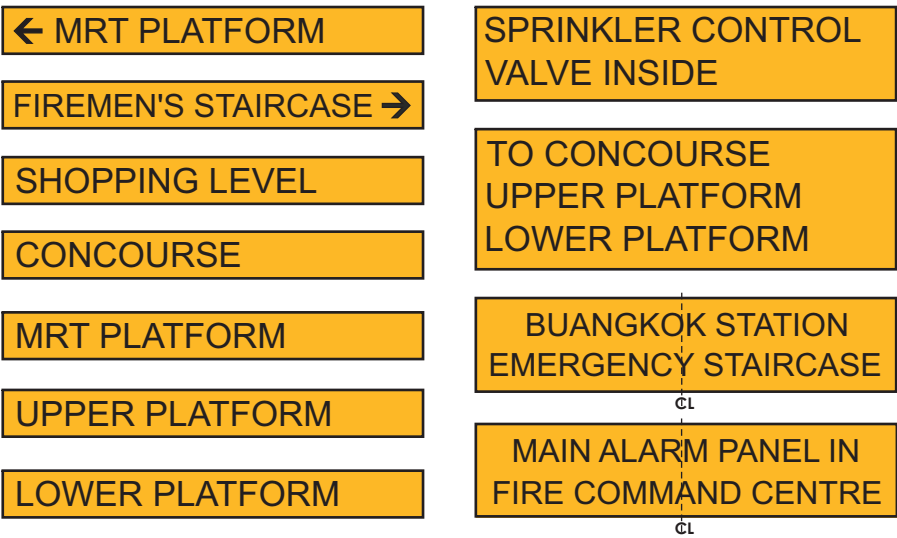 ← MRT PLATFORM
FIREMEN'S STAIRCASE →
SHOPPING LEVEL
CONCOURSE
MRT PLATFORM
UPPER PLATFORM
LOWER PLATFORM
SPRINKLER CONTROL
VALVE INSIDE
TO CONCOURSE
UPPER PLATFORM
LOWER PLATFORM
BUANGKOK STATION
EMERGENCY STAIRCASE
CL
MAIN ALARM PANEL IN
FIRE COMMAND CENTRE
CL